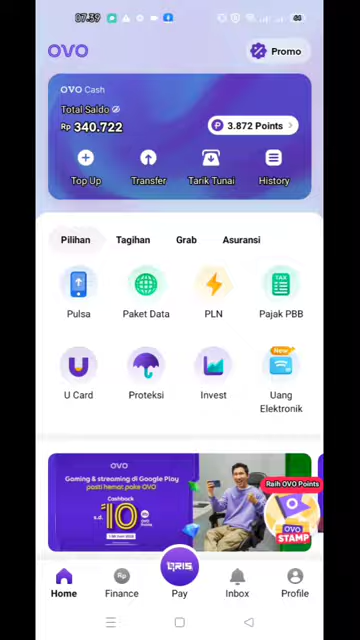 07.39
OVO
Promo
OVO Cash
Total Saldo
Rp 340.722
P 3.872 Points
Top Up
Transfer
Tarik Tunai
History
Pilihan
Tagihan
Grab
Asuransi
TAX
Pulsa
Paket Data
PLN
Pajak PBB
New
U Card
Proteksi
Invest
Uang
Elektronik
OVO
Gaming & streaming di Google Play
pasti hemat pake OVO
Cashback
s.d. 10
Raih OVO Points
OVO
STAMP
Rp
QRIS
Home
Finance
Pay
Inbox
Profile